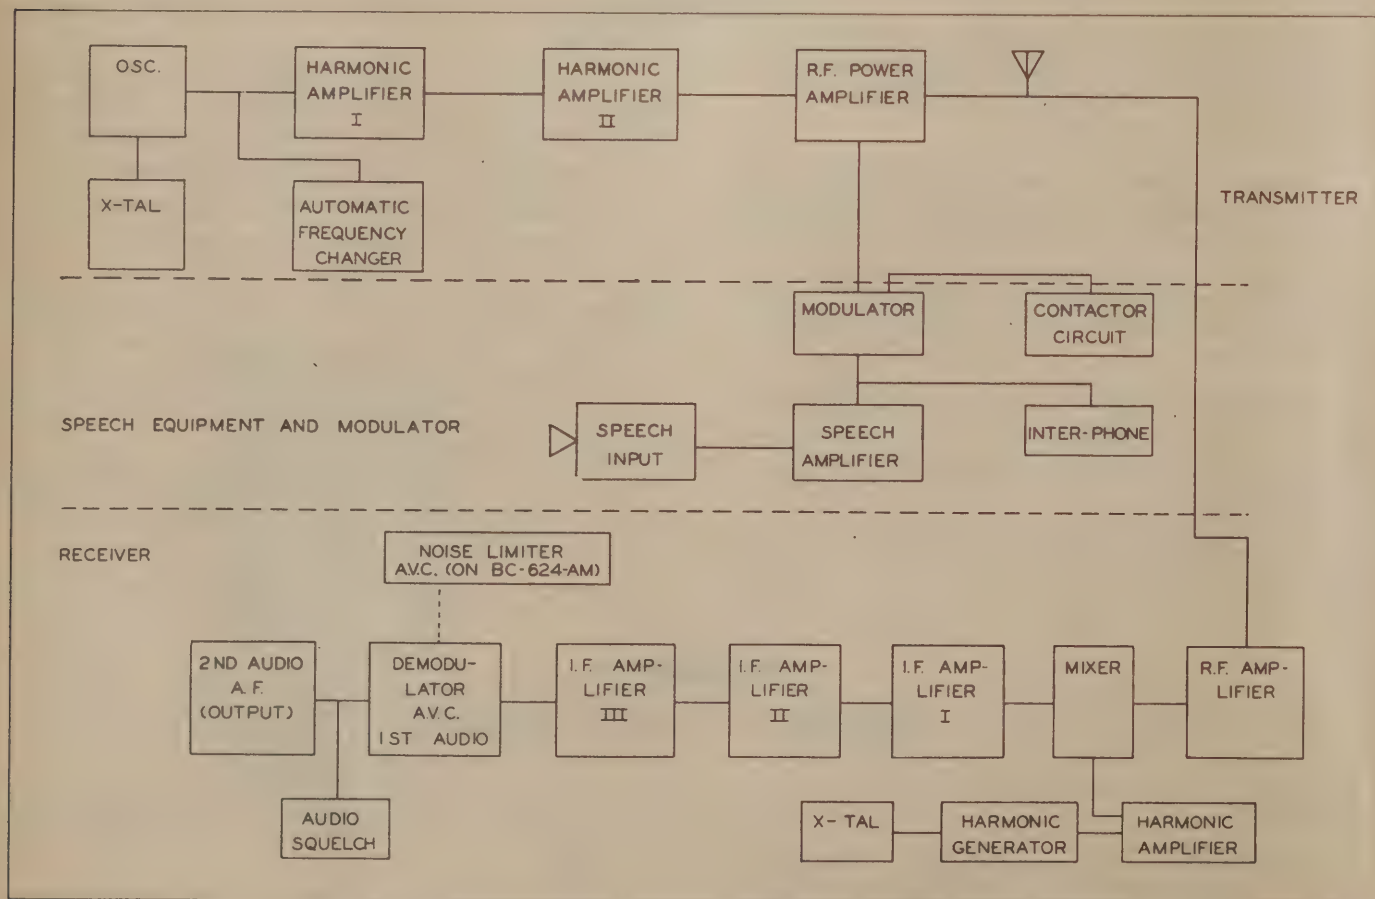 OSC.
X-TAL
HARMONIC
AMPLIFIER
I
AUTOMATIC
FREQUENCY
CHANGER
HARMONIC
AMPLIFIER
II
R.F. POWER
AMPLIFIER
TRANSMITTER
MODULATOR
CONTACTOR
CIRCUIT
SPEECH EQUIPMENT AND MODULATOR
SPEECH
INPUT
SPEECH
AMPLIFIER
INTER-PHONE
RECEIVER
NOISE LIMITER
A.V.C. (ON BC-624-AM)
2ND AUDIO
A.F.
(OUTPUT)
DEMODU-
LATOR
A.V.C.
1ST AUDIO
I.F. AMP-
LIFIER
III
I.F. AMP-
LIFIER
II
I.F. AMP-
LIFIER
I
MIXER
R.F. AMP-
LIFIER
AUDIO
SQUELCH
X-TAL
HARMONIC
GENERATOR
HARMONIC
AMPLIFIER